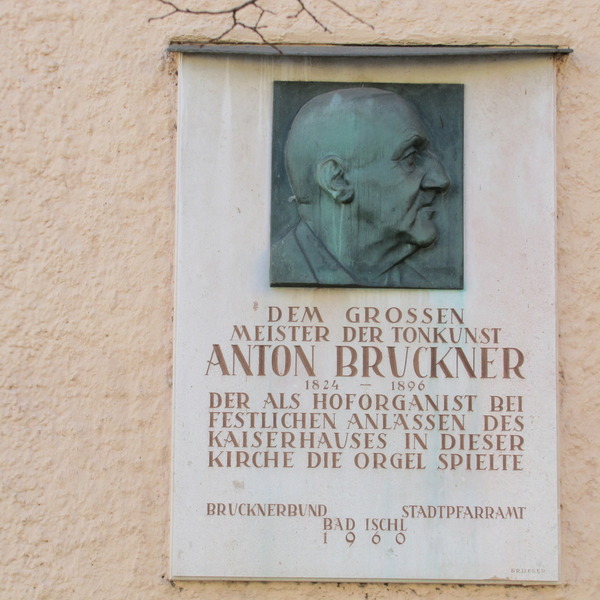 DEM GROSSEN
MEISTER DER TONKUNST
ANTON BRUCKNER
1824 — 1896
DER ALS HOFORGANIST BEI
FESTLICHEN ANLÄSSEN DES
KAISERHAUSES IN DIESER
KIRCHE DIE ORGEL SPIELTE
BRUCKNERBUND STADTPFARRAMT
BAD ISCHL
1960